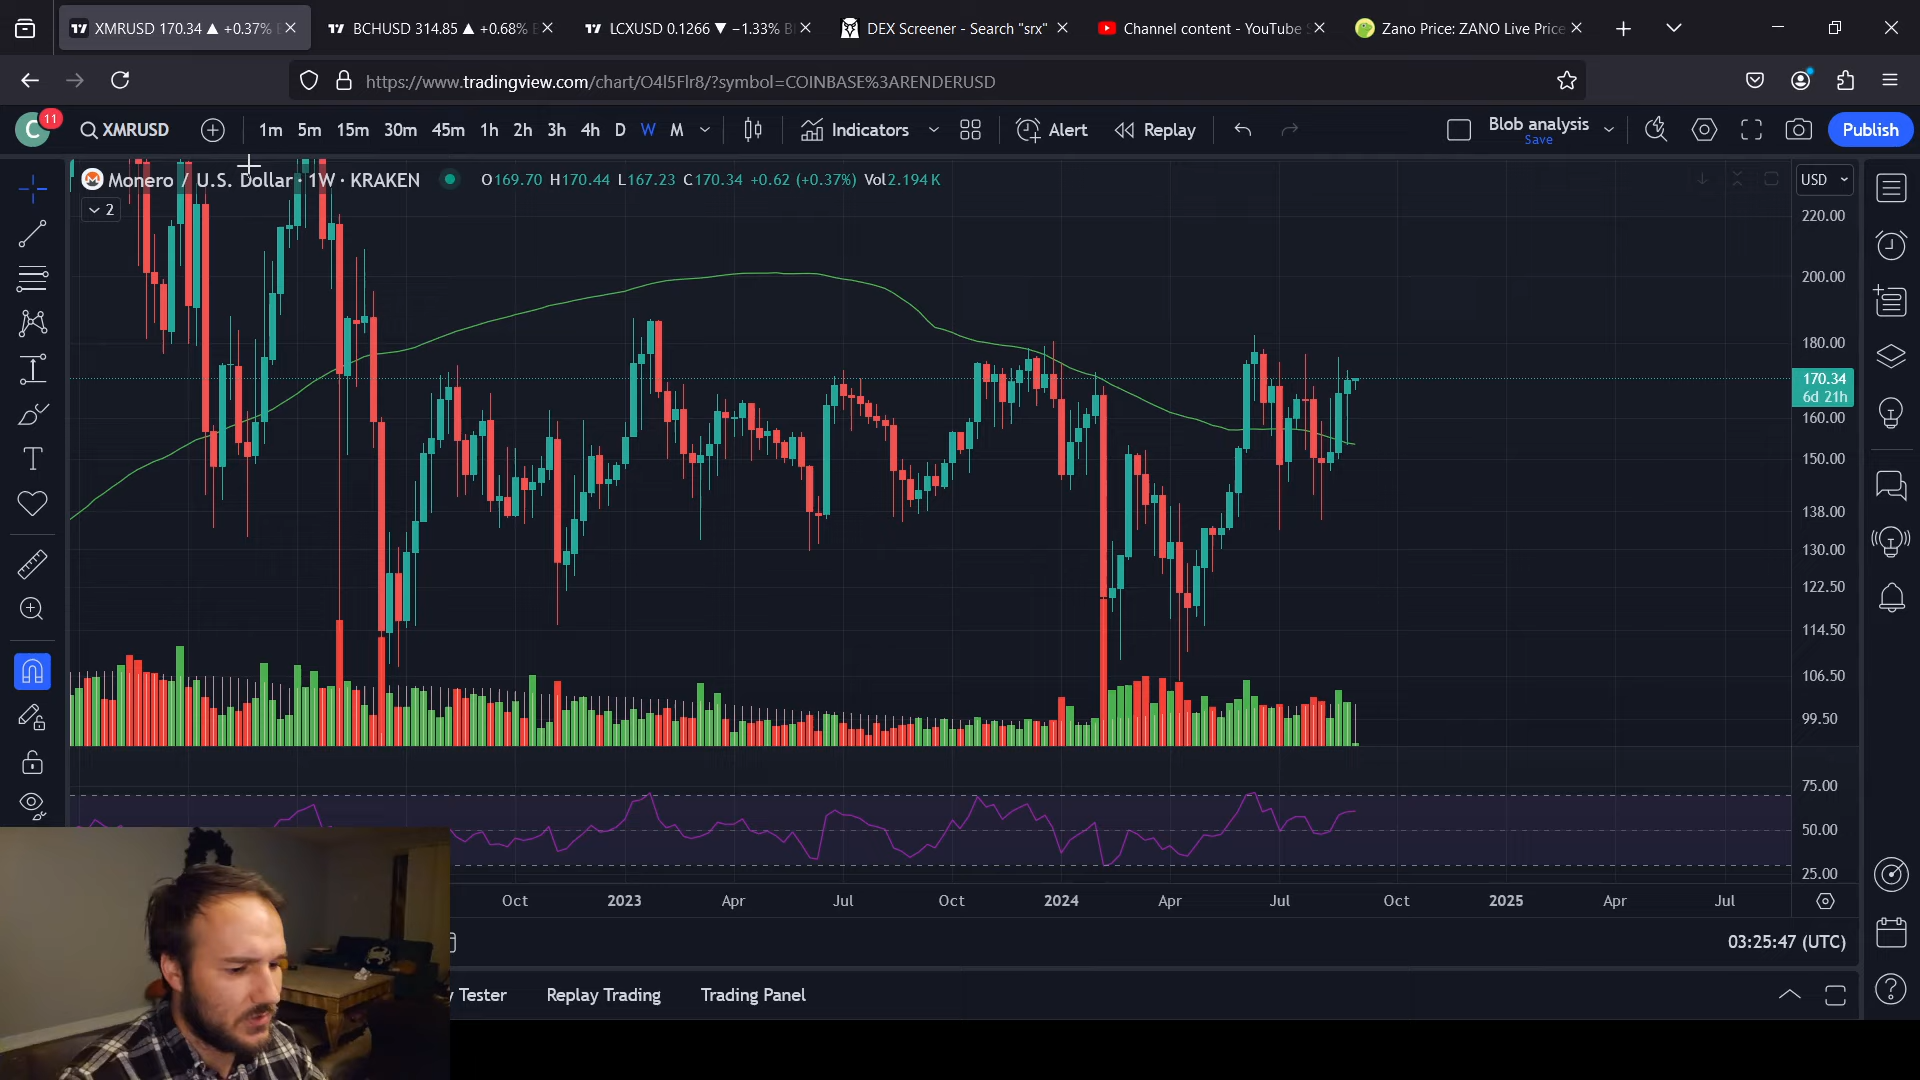 XMRUSD 170.34 ▲ +0.37% B
BCHUSD 314.85 ▲ +0.68% B
LCXUSD 0.1266 ▼ −1.33% B
DEX Screener - Search "srx"
Channel content - YouTube
Zano Price: ZANO Live Price
https://www.tradingview.com/chart/O4l5Flr8/?symbol=COINBASE%3ARENDERUSD
C 11
XMRUSD
1m 5m 15m 30m 45m 1h 2h 3h 4h D W M
Indicators
Alert
Replay
Blob analysis
Save
Publish
Monero / U.S. Dollar · 1W · KRAKEN
O169.70 H170.44 L167.23 C170.34 +0.62 (+0.37%) Vol2.194 K
USD
2
220.00
200.00
180.00
170.34
6d 21h
160.00
150.00
138.00
130.00
122.50
114.50
106.50
99.50
75.00
50.00
25.00
Oct 2023 Apr Jul Oct 2024 Apr Jul Oct 2025 Apr Jul
03:25:47 (UTC)
y Tester
Replay Trading
Trading Panel